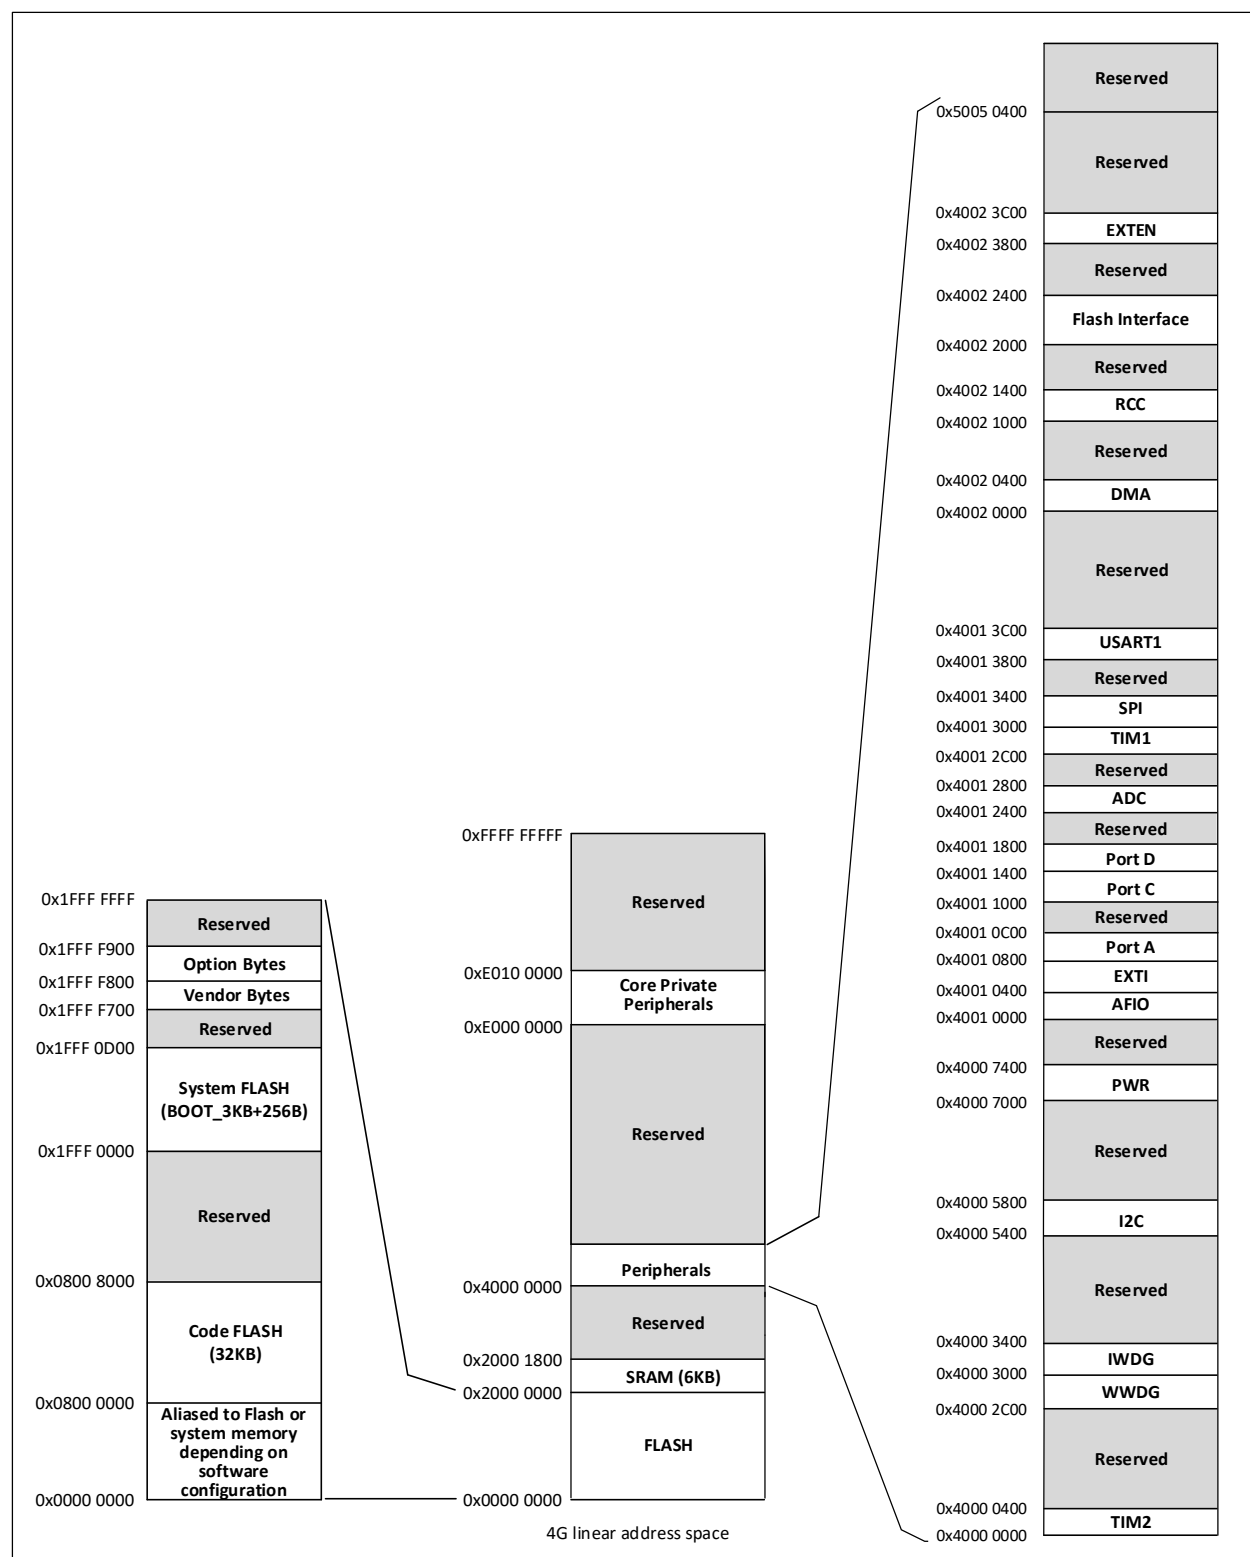 Reserved
0x5005 0400
Reserved
0x4002 3C00
EXTEN
0x4002 3800
Reserved
0x4002 2400
Flash Interface
0x4002 2000
Reserved
0x4002 1400
RCC
0x4002 1000
Reserved
0x4002 0400
DMA
0x4002 0000
Reserved
0x4001 3C00
USART1
0x4001 3800
Reserved
0x4001 3400
SPI
0x4001 3000
TIM1
0x4001 2C00
Reserved
0x4001 2800
ADC
0x4001 2400
Reserved
0x4001 1800
Port D
0x4001 1400
Port C
0x4001 1000
Reserved
0x4001 0C00
Port A
0x4001 0800
EXTI
0x4001 0400
AFIO
0x4001 0000
Reserved
0x4000 7400
PWR
0x4000 7000
Reserved
0x4000 5800
I2C
0x4000 5400
Reserved
0x4000 3400
IWDG
0x4000 3000
WWDG
0x4000 2C00
Reserved
0x4000 0400
TIM2
0x4000 0000
0xFFFF FFFFF
Reserved
0xE010 0000
Core Private
Peripherals
0xE000 0000
Reserved
Peripherals
0x4000 0000
Reserved
0x2000 1800
SRAM (6KB)
0x2000 0000
FLASH
0x0000 0000
4G linear address space
0x1FFF FFFF
Reserved
0x1FFF F900
Option Bytes
0x1FFF F800
Vendor Bytes
0x1FFF F700
Reserved
0x1FFF 0D00
System FLASH
(BOOT_3KB+256B)
0x1FFF 0000
Reserved
0x0800 8000
Code FLASH
(32KB)
0x0800 0000
Aliased to Flash or
system memory
depending on
software
configuration
0x0000 0000